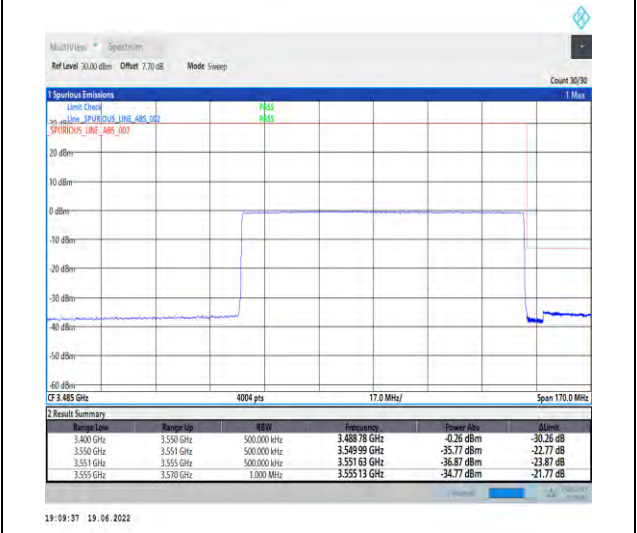 MultiView Spectrum
Ref Level 30.00 dBm Offset 7.70 dB Mode Sweep
Count 30/30
1 Spurious Emissions 1 Max
Limit Check PASS
Line _SPURIOUS_LINE_ABS_002 PASS
_SPURIOUS_LINE_ABS_002
20 dBm
10 dBm
0 dBm
-10 dBm
-20 dBm
-30 dBm
-40 dBm
-50 dBm
-60 dBm
CF 3.485 GHz 4004 pts 17.0 MHz/ Span 170.0 MHz
2 Result Summary
Range Low Range Up RBW Frequency Power Abs ΔLimit
3.400 GHz 3.550 GHz 500.000 kHz 3.488 78 GHz -0.26 dBm -30.26 dB
3.550 GHz 3.551 GHz 500.000 kHz 3.549 99 GHz -35.77 dBm -22.77 dB
3.551 GHz 3.555 GHz 500.000 kHz 3.551 63 GHz -36.87 dBm -23.87 dB
3.555 GHz 3.570 GHz 1.000 MHz 3.555 13 GHz -34.77 dBm -21.77 dB
19:09:37 19.06.2022